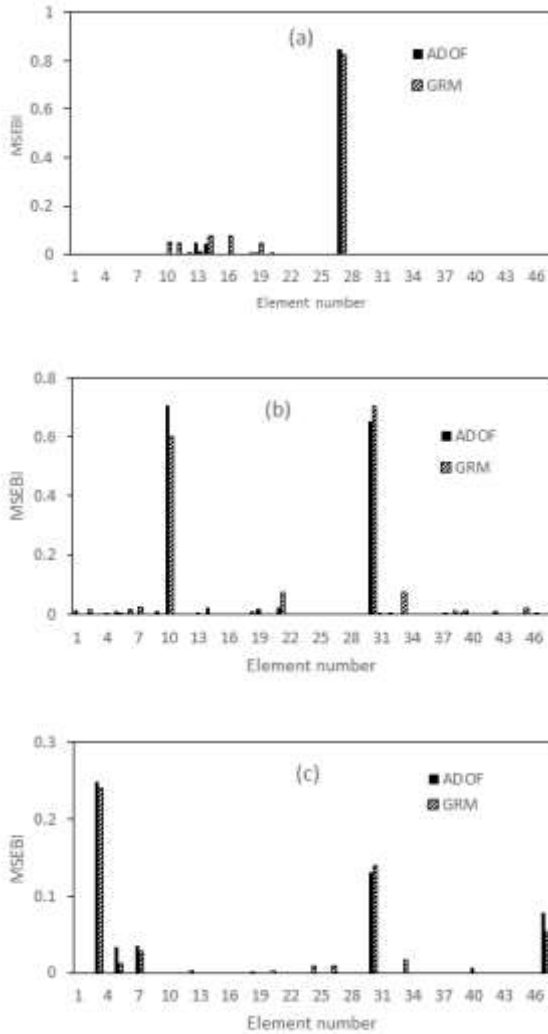 (a)
1
0.8
0.6
0.4
0.2
0
MSEBI
ADOF
GRM
1 4 7 10 13 16 19 22 25 28 31 34 37 40 43 46
Element number
(b)
0.8
0.6
0.4
0.2
0
MSEBI
ADOF
GRM
1 4 7 10 13 16 19 22 25 28 31 34 37 40 43 46
Element number
(c)
0.3
0.2
0.1
0
MSEBI
ADOF
GRM
1 4 7 10 13 16 19 22 25 28 31 34 37 40 43 46
Element number